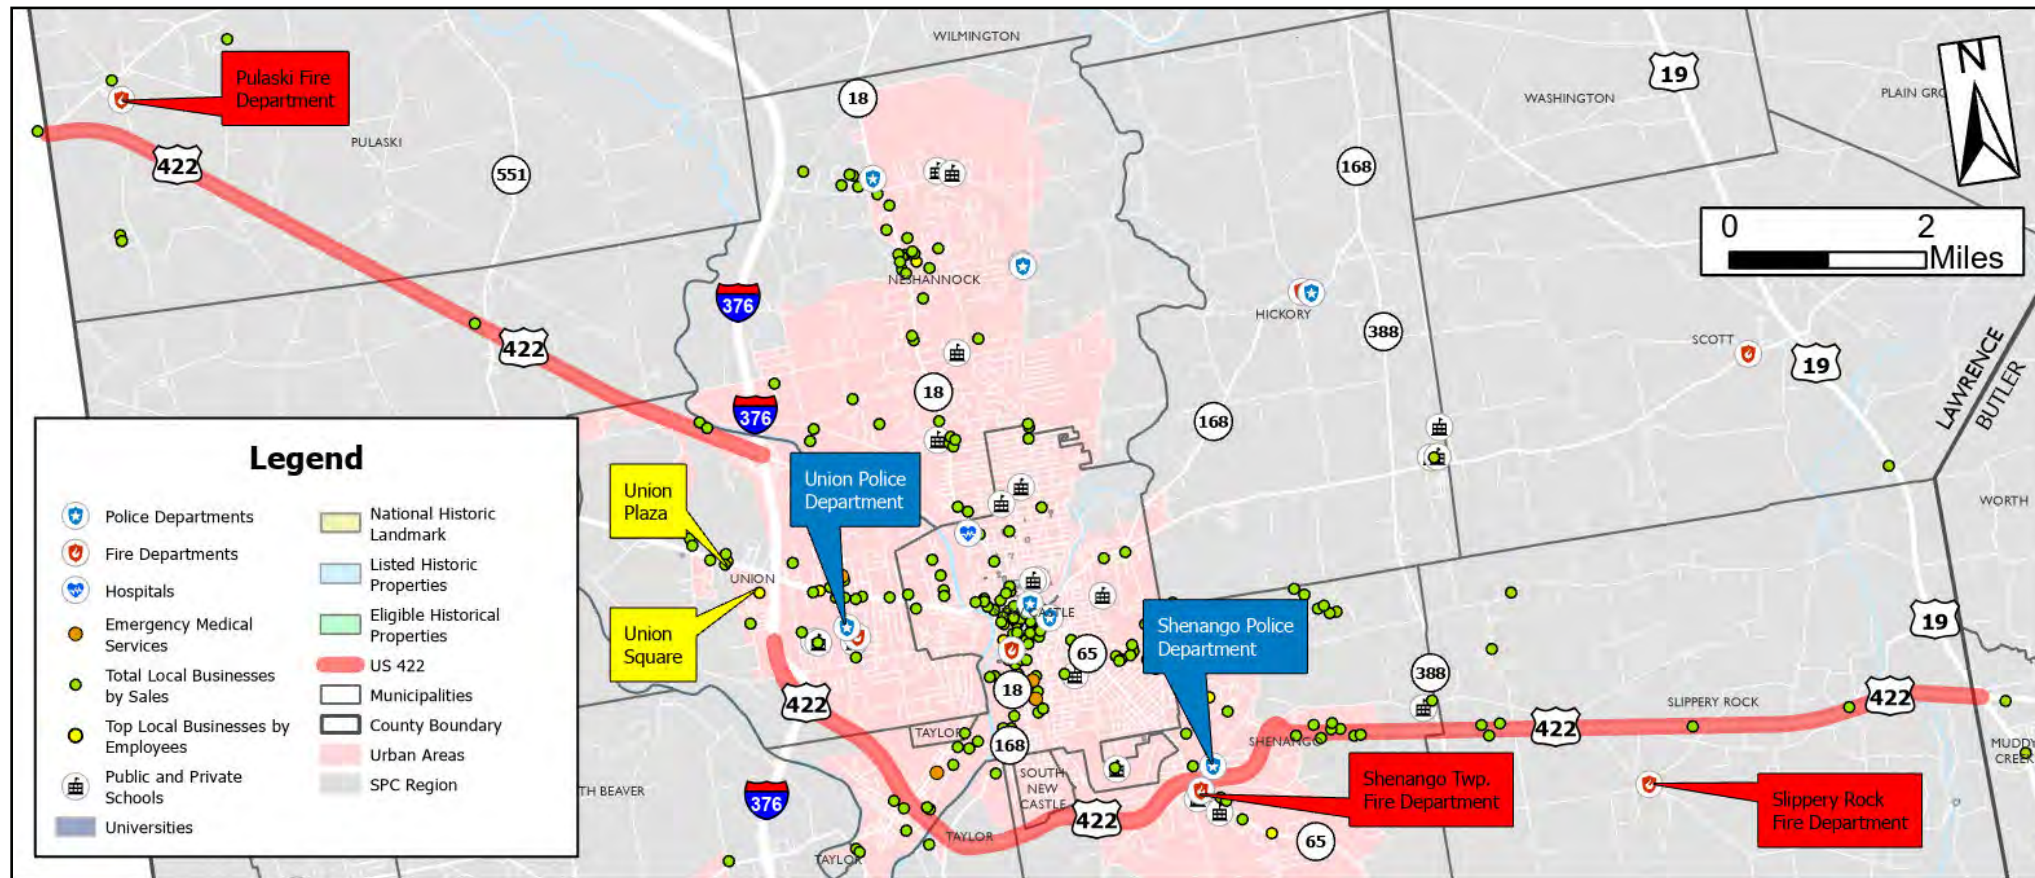 WILMINGTON
Pulaski Fire
Department
18
19
WASHINGTON
N
PULASKI
422
551
168
0
2
Miles
NESHANNOCK
376
HICKORY
388
422
SCOTT
19
LAWRENCE
BUTLER
376
18
168
Legend
Police Departments
Fire Departments
Hospitals
Emergency Medical
Services
Total Local Businesses
by Sales
Top Local Businesses by
Employees
Public and Private
Schools
Universities
National Historic
Landmark
Listed Historic
Properties
Eligible Historical
Properties
US 422
Municipalities
County Boundary
Urban Areas
SPC Region
Union
Plaza
Union Police
Department
WORTH
UNION
Union
Square
Shenango Police
Department
65
19
388
18
422
SLIPPERY ROCK
422
422
TAYLOR
168
SHENANGO
MUDDY
CREEK
SOUTH
NEW
CASTLE
Shenango Twp.
Fire Department
Slippery Rock
Fire Department
376
TH BEAVER
422
TAYLOR
65
TAYLOR